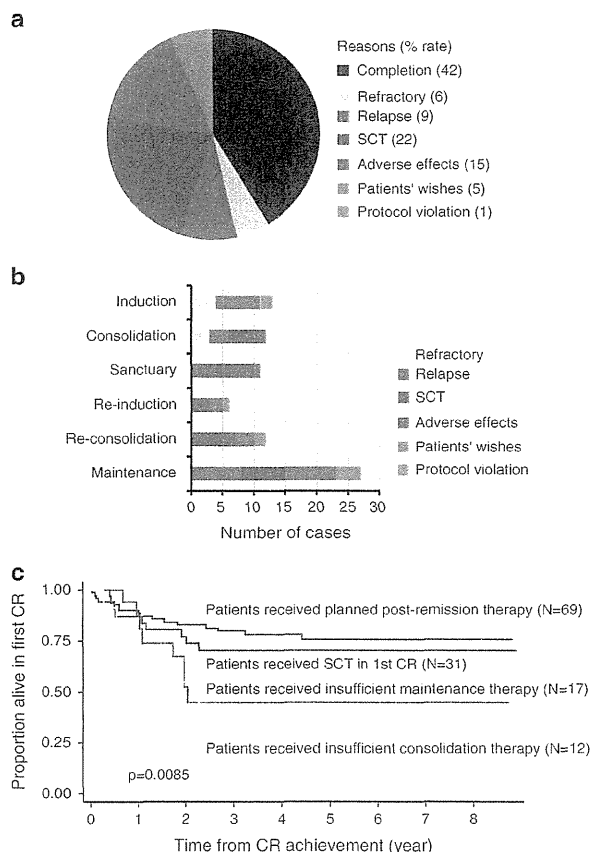 a
Reasons (% rate)
Completion (42)
Refractory (6)
Relapse (9)
SCT (22)
Adverse effects (15)
Patients' wishes (5)
Protocol violation (1)
b
Induction
Consolidation
Sanctuary
Re-induction
Re-consolidation
Maintenance
0 5 10 15 20 25 30
Number of cases
Refractory
Relapse
SCT
Adverse effects
Patients' wishes
Protocol violation
c
Proportion alive in first CR
1.00
0.75
0.50
0.25
0.00
Patients received planned post-remission therapy (N=69)
Patients received SCT in 1st CR (N=31)
Patients received insufficient maintenance therapy (N=17)
Patients received insufficient consolidation therapy (N=12)
p=0.0085
0 1 2 3 4 5 6 7 8
Time from CR achievement (year)